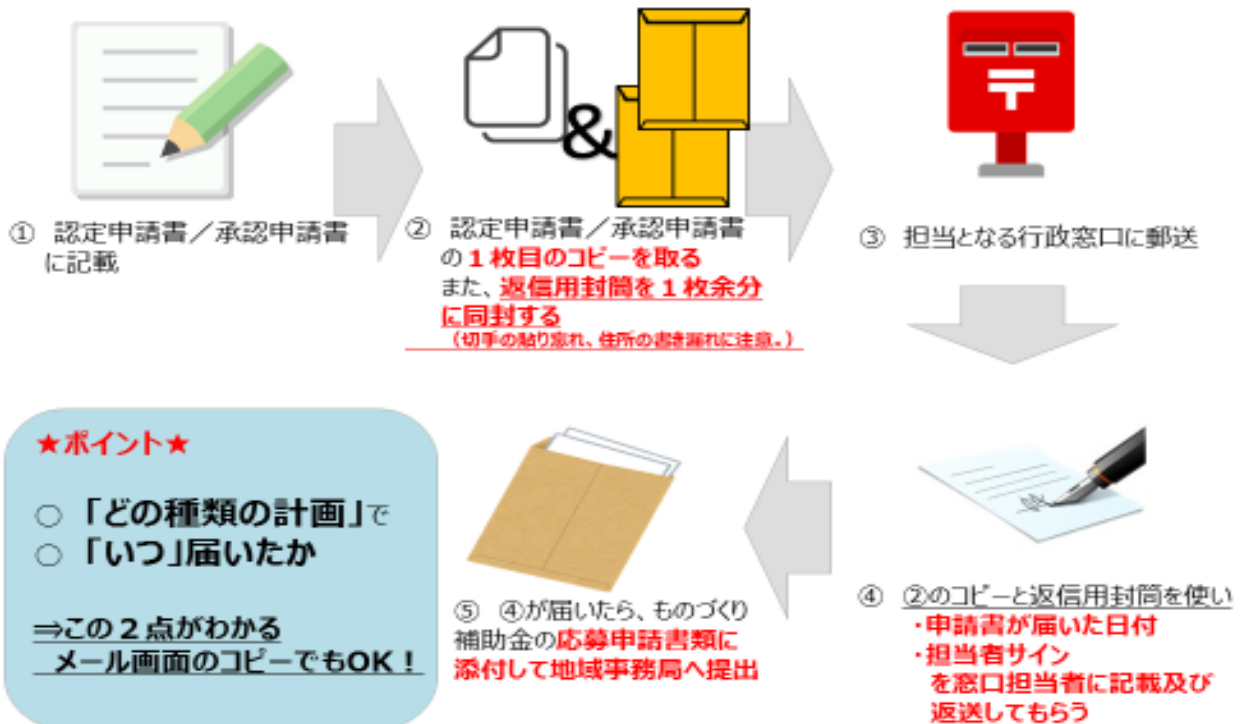 &
〒
① 認定申請書／承認申請書
に記載
② 認定申請書／承認申請書
の１枚目のコピーを取る
また、返信用封筒を１枚余分
に同封する
（切手の貼り忘れ、住所の書き漏れに注意。）
③ 担当となる行政窓口に郵送
④ ②のコピーと返信用封筒を使い
・申請書が届いた日付
・担当者サイン
を窓口担当者に記載及び
返送してもらう
⑤ ④が届いたら、ものづくり
補助金の応募申請書類に
添付して地域事務局へ提出
★ポイント★
○ 「どの種類の計画」で
○ 「いつ」届いたか
⇒この２点がわかる
メール画面のコピーでもOK！